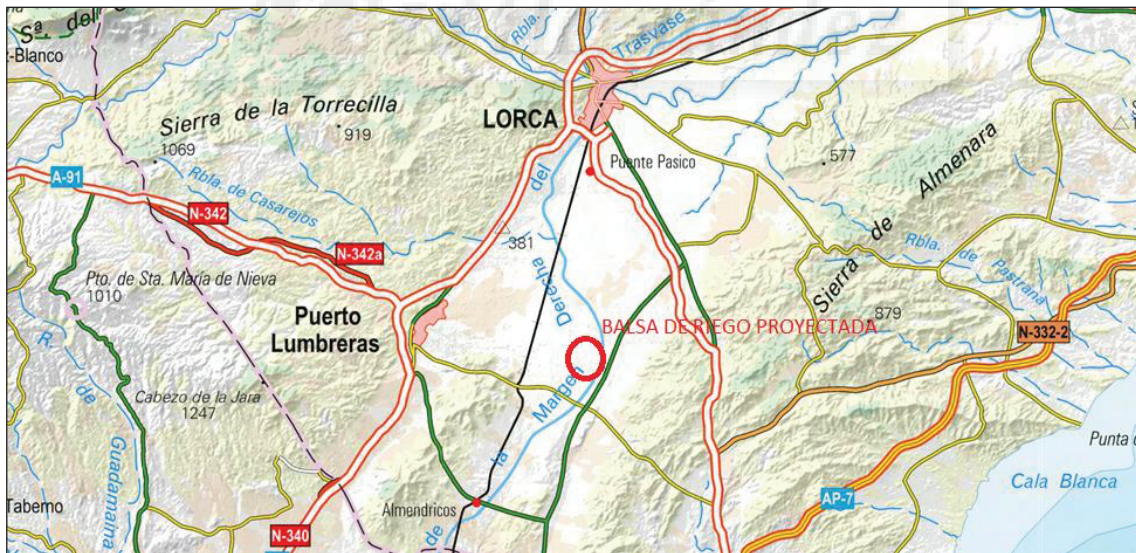 Sª. del
-Blanco
Rbla.
Rbla.
Trasvase
Sierra de la Torrecilla
919
1069
LORCA
del
Puente Pasico
577
Sierra de Almenara
A-91
Rbla. de Casarejos
N-342
N-342a
381
Derecha
Rbla. de Pastrana
Pto. de Sta. María de Nieva
1010
Puerto
Lumbreras
BALSA DE RIEGO PROYECTADA
879
N-332-2
R. de Guadamaina
Cabezo de la Jara
1247
Margen
la
de
Punta
Cala Blanca
Taberno
Almendricos
AP-7
N-340